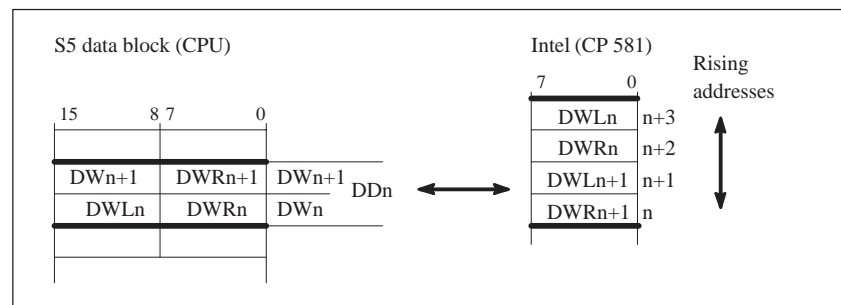 S5 data block (CPU)
Intel (CP 581)
Rising
addresses
15 8 7 0
7 0
DWLn n+3
DWRn n+2
DWn+1 DWRn+1 DWn+1
DDn
DWLn+1 n+1
DWLn DWRn DWn
DWRn+1 n